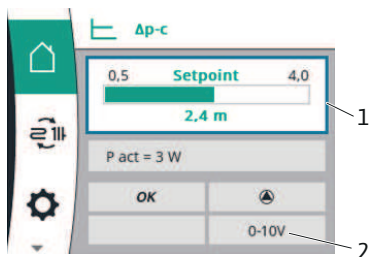 Δp-c
0,5 Setpoint 4,0
2,4 m
1
P act = 3 W
OK
0-10V
2